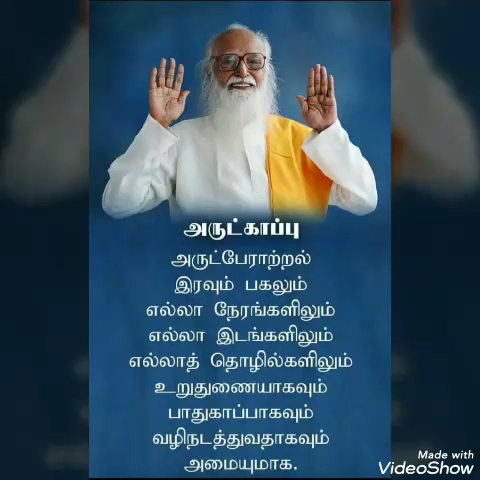 அருட்காப்பு
அருட்பேராற்றல்
இரவும் பகலும்
எல்லா நேரங்களிலும்
எல்லா இடங்களிலும்
எல்லாத் தொழில்களிலும்
உறுதுணையாகவும்
பாதுகாப்பாகவும்
வழிநடத்துவதாகவும்
அமையுமாக.
Made with
VideoShow